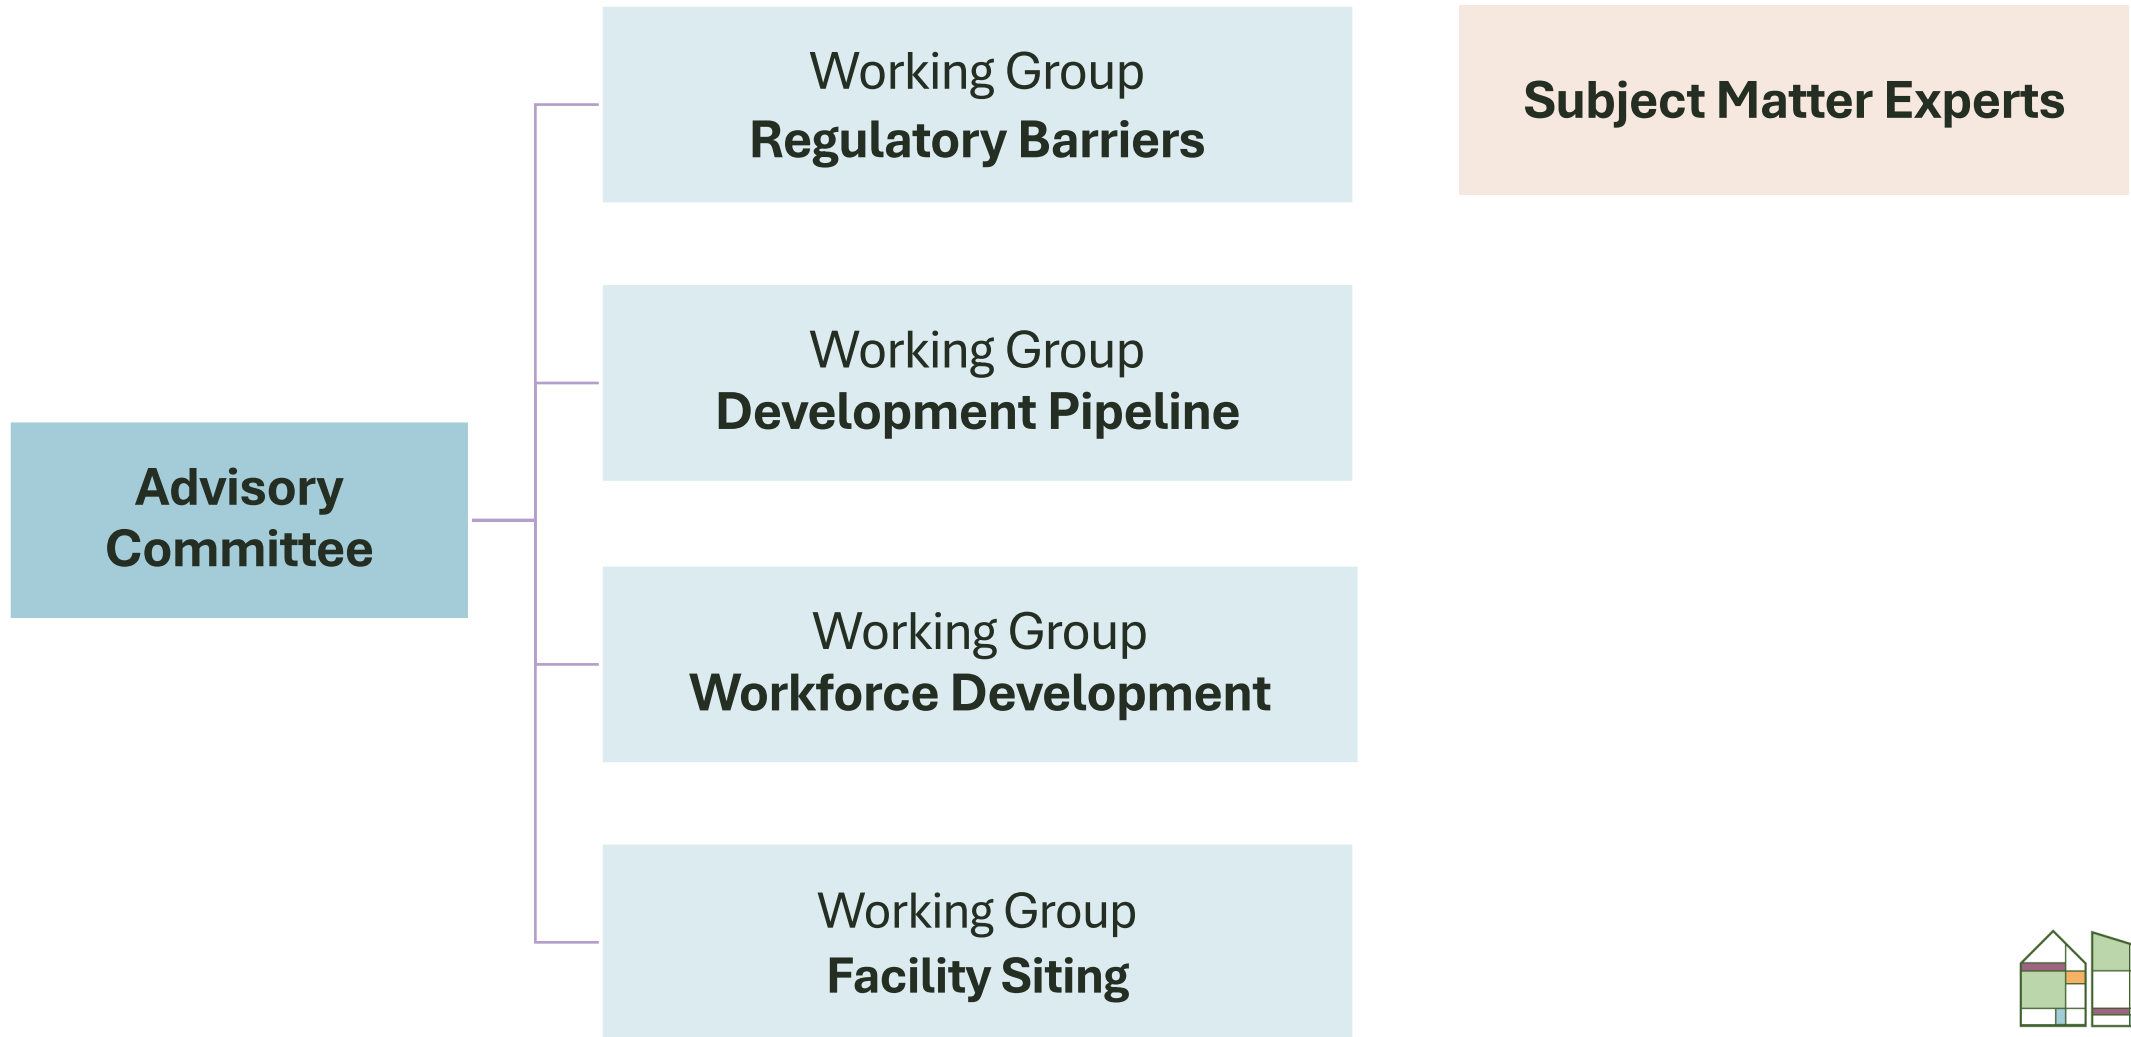 Working Group
Regulatory Barriers
Subject Matter Experts
Working Group
Development Pipeline
Advisory
Committee
Working Group
Workforce Development
Working Group
Facility Siting